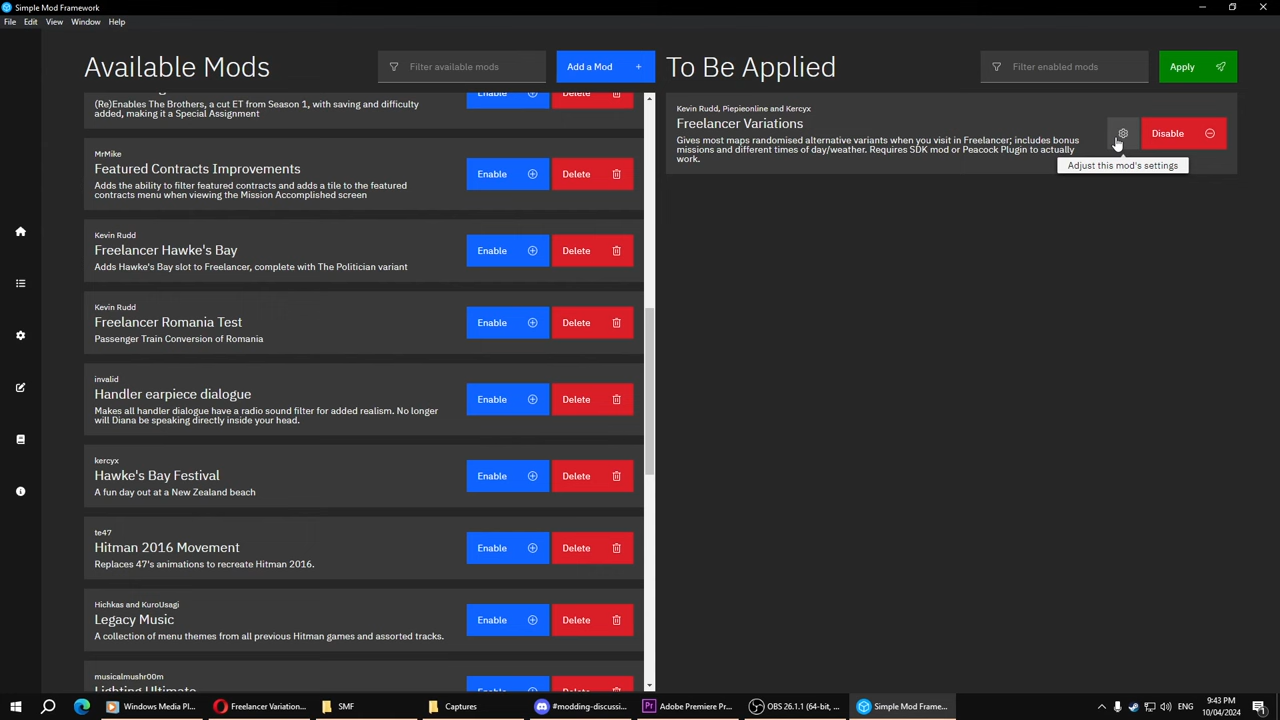 Simple Mod Framework
File Edit View Window Help
Available Mods
Filter available mods
Add a Mod +
To Be Applied
Filter enabled mods
Apply
(Re)Enables The Brothers, a cut ET from Season 1, with saving and difficulty
added, making it a Special Assignment
Enable
Delete
MrMike
Featured Contracts Improvements
Adds the ability to filter featured contracts and adds a tile to the featured
contracts menu when viewing the Mission Accomplished screen
Enable
Delete
Kevin Rudd
Freelancer Hawke's Bay
Adds Hawke's Bay slot to Freelancer, complete with The Politician variant
Enable
Delete
Kevin Rudd
Freelancer Romania Test
Passenger Train Conversion of Romania
Enable
Delete
invalid
Handler earpiece dialogue
Makes all handler dialogue have a radio sound filter for added realism. No longer
will Diana be speaking directly inside your head.
Enable
Delete
kercyx
Hawke's Bay Festival
A fun day out at a New Zealand beach
Enable
Delete
te47
Hitman 2016 Movement
Replaces 47's animations to recreate Hitman 2016.
Enable
Delete
Hichkas and KuroUsagi
Legacy Music
A collection of menu themes from all previous Hitman games and assorted tracks.
Enable
Delete
musicalmushr00m
Lighting Ultimate
Enable
Delete
Kevin Rudd, Piepieonline and Kercyx
Freelancer Variations
Gives most maps randomised alternative variants when you visit in Freelancer; includes bonus
missions and different times of day/weather. Requires SDK mod or Peacock Plugin to actually
work.
Disable
Adjust this mod's settings
Windows Media Pl...
Freelancer Variation...
SMF
Captures
#modding-discussi...
Adobe Premiere Pr...
OBS 26.1.1 (64-bit, ...
Simple Mod Frame...
ENG
9:43 PM
10/04/2024
1